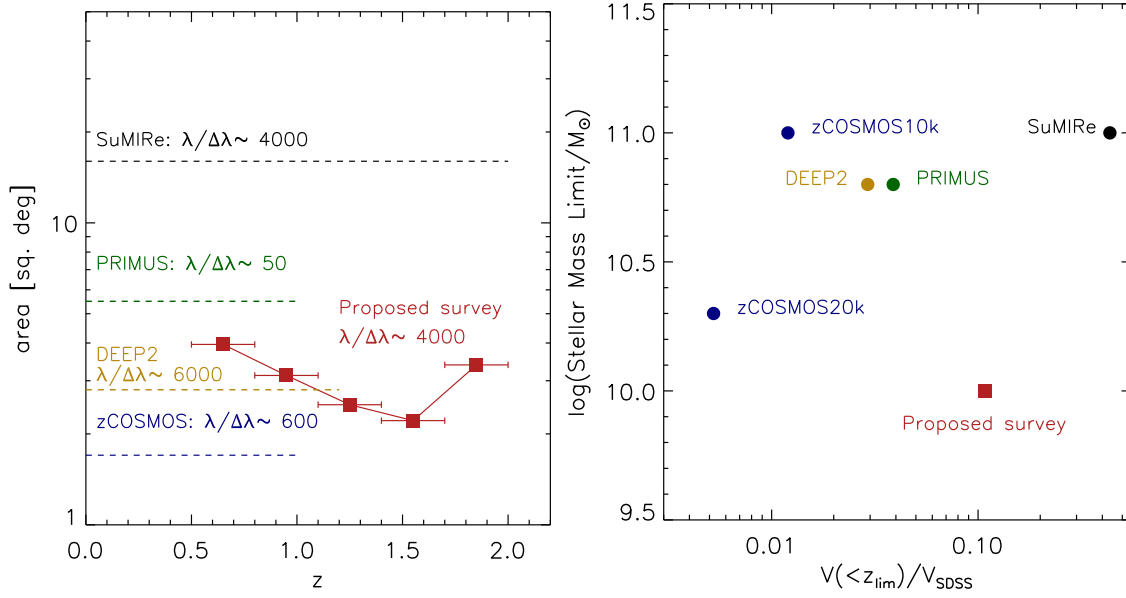 SuMIRe: λ/Δλ~ 4000
PRIMUS: λ/Δλ~ 50
Proposed survey
λ/Δλ~ 4000
DEEP2
λ/Δλ~ 6000
zCOSMOS: λ/Δλ~ 600
area [sq. deg]
10
1
0.0 0.5 1.0 1.5 2.0
z
zCOSMOS10k
SuMIRe
DEEP2
PRIMUS
zCOSMOS20k
Proposed survey
log(Stellar Mass Limit/M⊙)
11.5
11.0
10.5
10.0
9.5
0.01 0.10
V(<zlim)/VSDSS